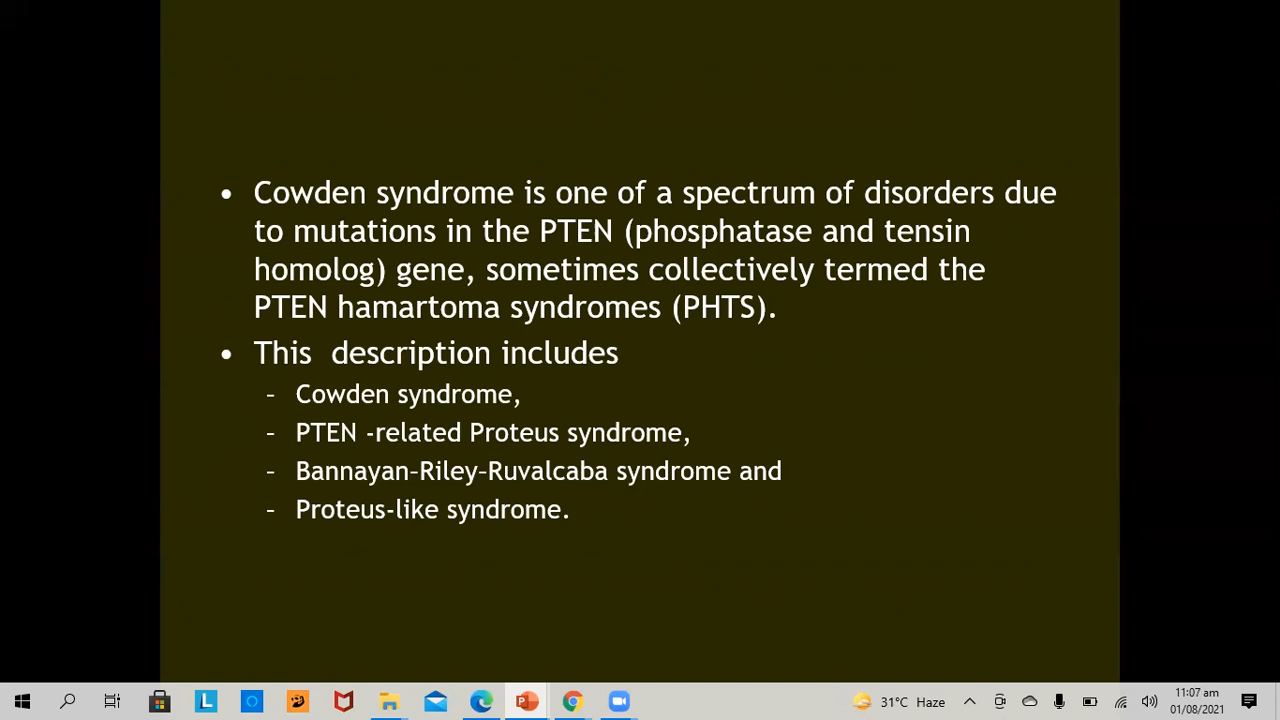 • Cowden syndrome is one of a spectrum of disorders due
to mutations in the PTEN (phosphatase and tensin
homolog) gene, sometimes collectively termed the
PTEN hamartoma syndromes (PHTS).
• This  description includes
– Cowden syndrome,
– PTEN -related Proteus syndrome,
– Bannayan–Riley–Ruvalcaba syndrome and
– Proteus-like syndrome.
L
31°C Haze
11:07 am
01/08/2021